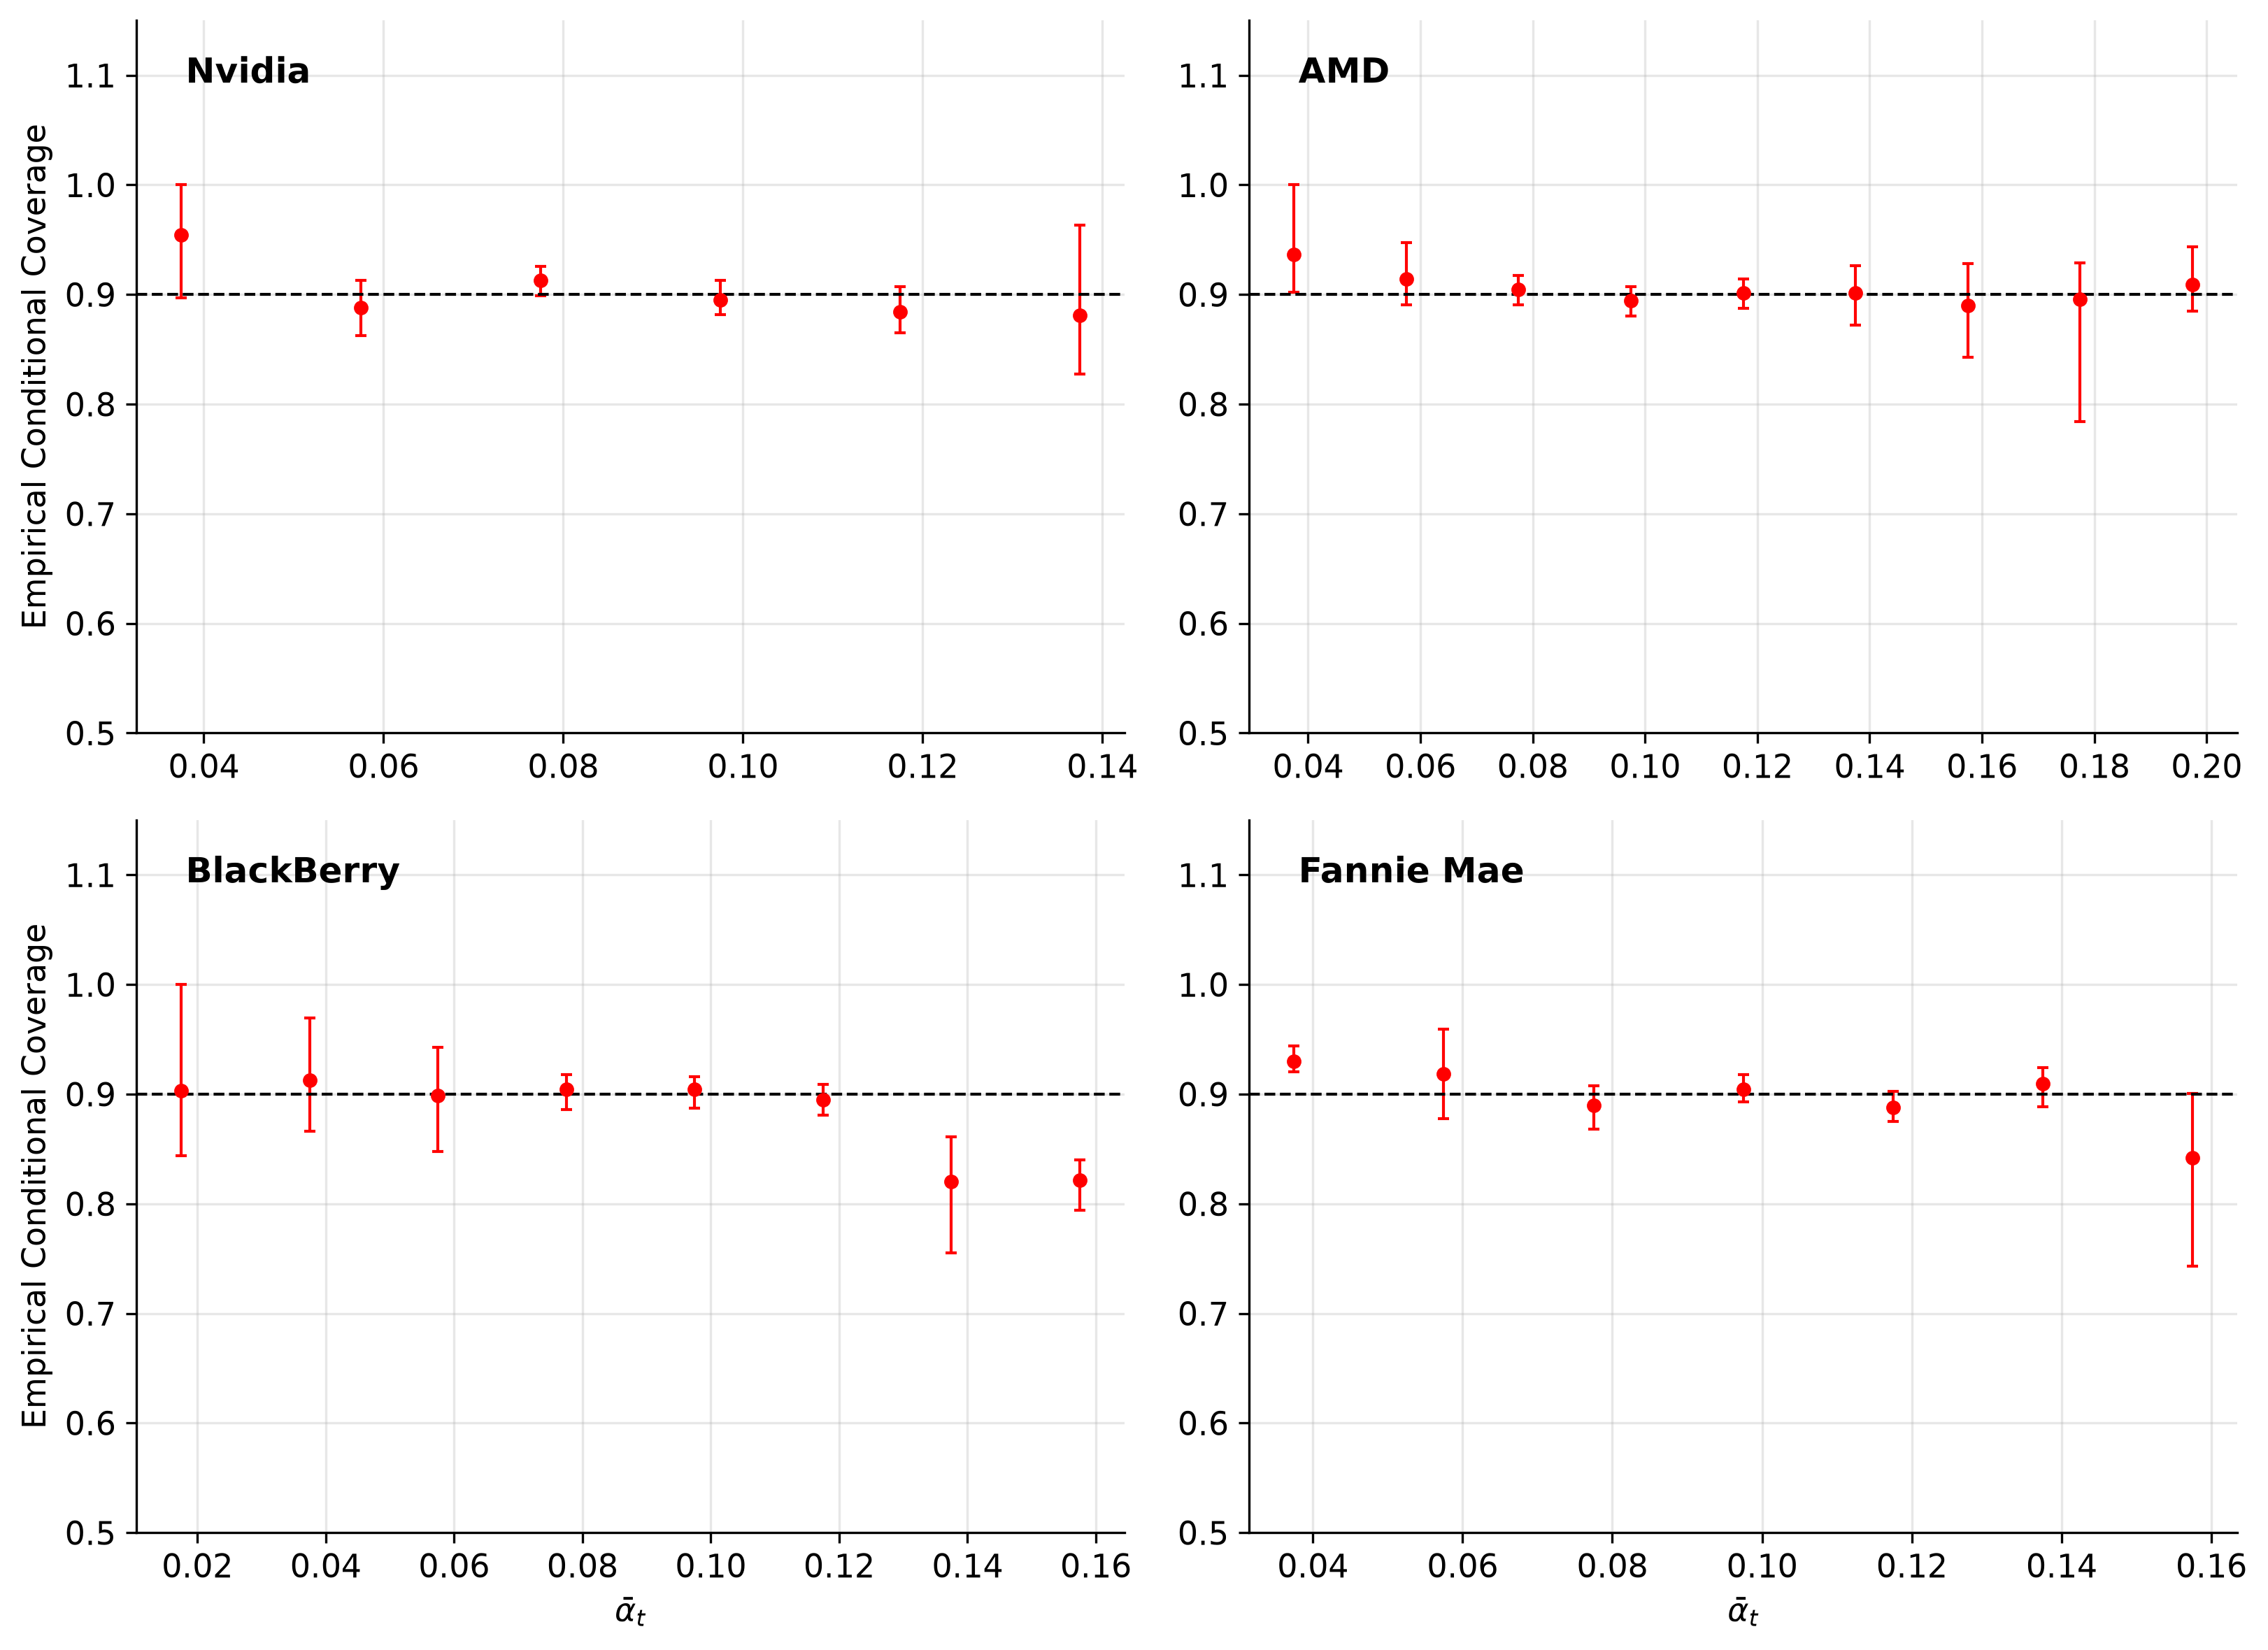 Nvidia
Empirical Conditional Coverage
1.1
1.0
0.9
0.8
0.7
0.6
0.5
0.04 0.06 0.08 0.10 0.12 0.14
AMD
1.1
1.0
0.9
0.8
0.7
0.6
0.5
0.04 0.06 0.08 0.10 0.12 0.14 0.16 0.18 0.20
BlackBerry
Empirical Conditional Coverage
1.1
1.0
0.9
0.8
0.7
0.6
0.5
0.02 0.04 0.06 0.08 0.10 0.12 0.14 0.16
ᾱₜ
Fannie Mae
1.1
1.0
0.9
0.8
0.7
0.6
0.5
0.04 0.06 0.08 0.10 0.12 0.14 0.16
ᾱₜ